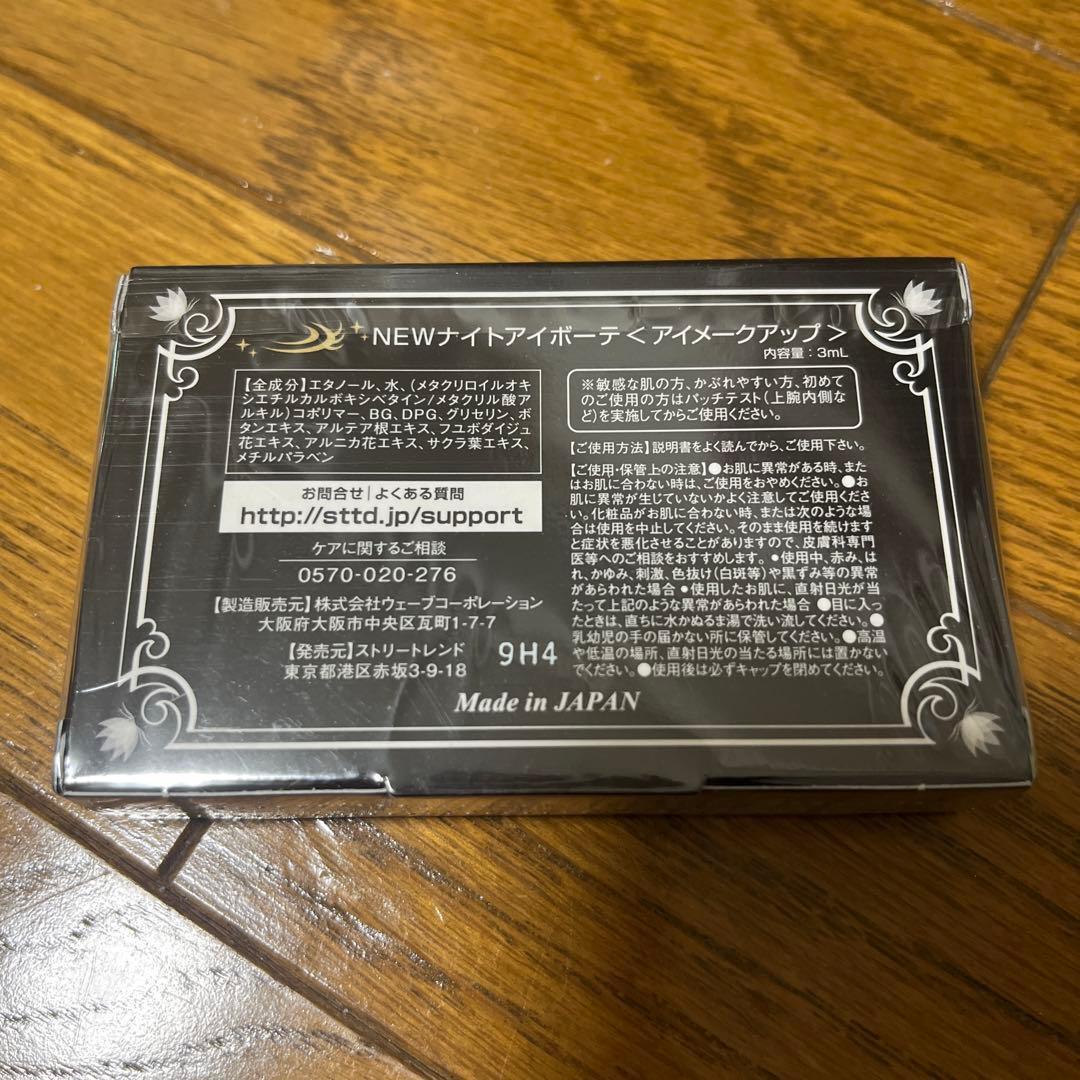 NEWナイトアイボーテ＜アイメークアップ＞
内容量：3mL
【全成分】エタノール、水、(メタクリロイルオキ
シエチルカルボキシベタイン/メタクリル酸ア
ルキル)コポリマー、BG、DPG、グリセリン、ボ
タンエキス、アルテア根エキス、フユボダイジュ
花エキス、アルニカ花エキス、サクラ葉エキス、
メチルパラベン
お問合せ|よくある質問
http://sttd.jp/support
ケアに関するご相談
0570-020-276
【製造販売元】株式会社ウェーブコーポレーション
大阪府大阪市中央区瓦町1-7-7
【発売元】ストリートレンド
東京都港区赤坂3-9-18
9H4
※敏感な肌の方、かぶれやすい方、初めて
のご使用の方はパッチテスト(上腕内側な
ど)を実施してからご使用ください。
【ご使用方法】説明書をよく読んでから、ご使用下さい。
【ご使用・保管上の注意】●お肌に異常がある時、また
はお肌に合わない時は、ご使用をおやめください。●お
肌に異常が生じていないかよく注意してご使用くださ
い。化粧品がお肌に合わない時、または次のような場
合は使用を中止してください。そのまま使用を続けます
と症状を悪化させることがありますので、皮膚科専門
医等へのご相談をおすすめします。●使用中、赤み、は
れ、かゆみ、刺激、色抜け(白斑等)や黒ずみ等の異常
があらわれた場合 ●使用したお肌に、直射日光が当
たって上記のような異常があらわれた場合 ●目に入っ
たときは、直ちに水かぬるま湯で洗い流してください。●
乳幼児の手の届かない所に保管してください。●高温
や低温の場所、直射日光の当たる場所には置かない
でください。●使用後は必ずキャップを閉めてください。
Made in JAPAN